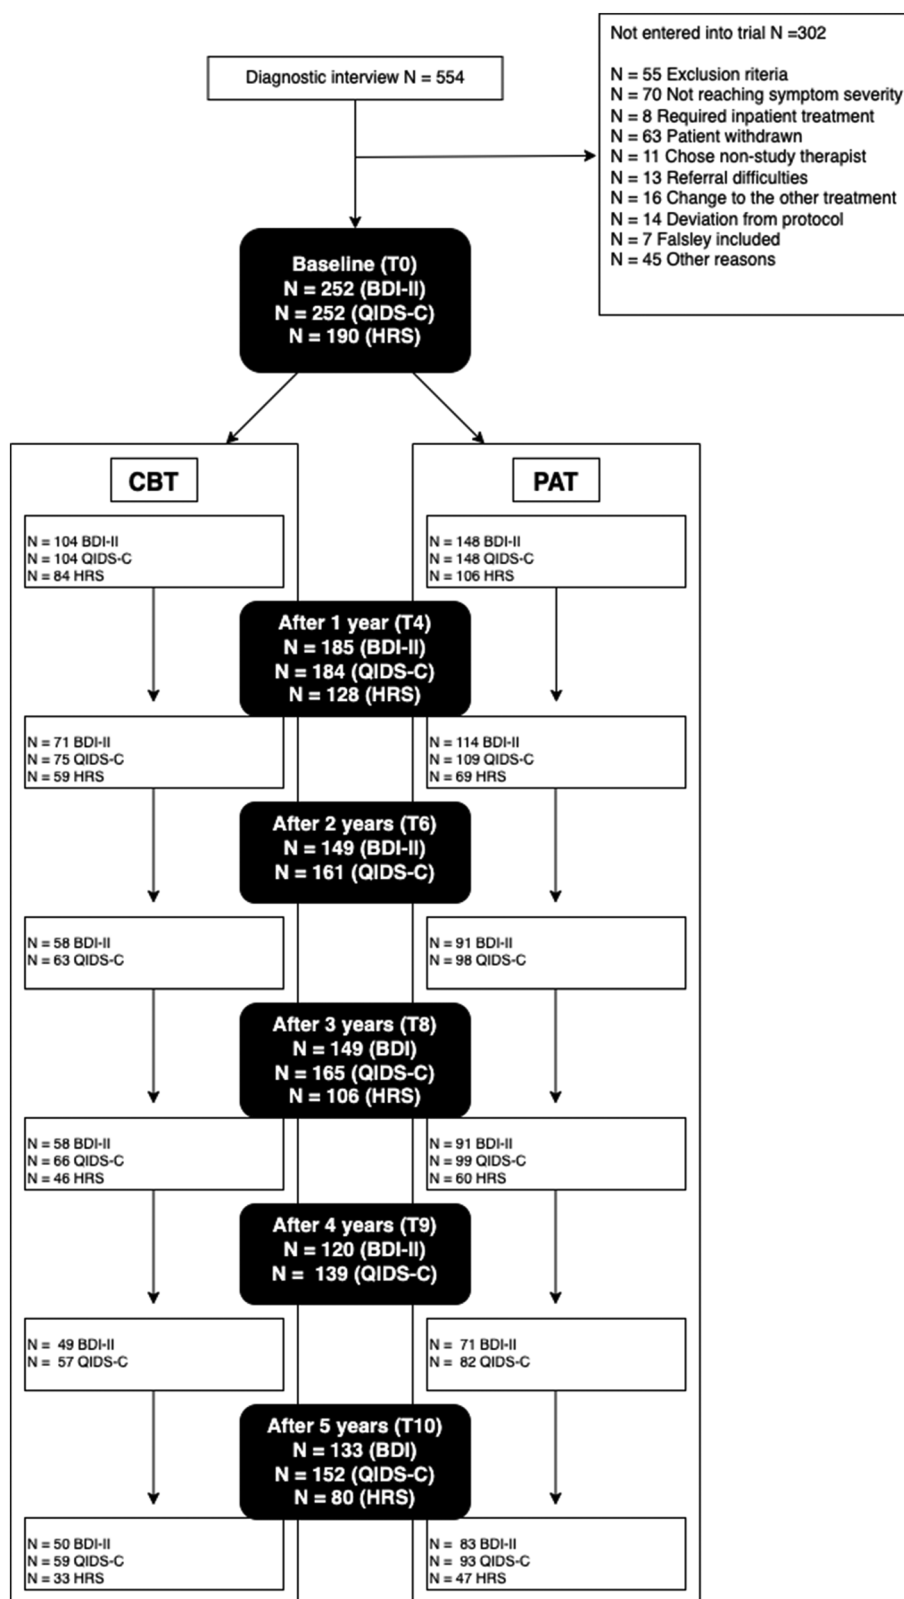 Diagnostic interview N = 554
Not entered into trial N =302
N = 55 Exclusion riteria
N = 70 Not reaching symptom severity
N = 8 Required inpatient treatment
N = 63 Patient withdrawn
N = 11 Chose non-study therapist
N = 13 Referral difficulties
N = 16 Change to the other treatment
N = 14 Deviation from protocol
N = 7 Falsley included
N = 45 Other reasons
Baseline (T0)
N = 252 (BDI-II)
N = 252 (QIDS-C)
N = 190 (HRS)
CBT
PAT
N = 104 BDI-II
N = 104 QIDS-C
N = 84 HRS
N = 148 BDI-II
N = 148 QIDS-C
N = 106 HRS
After 1 year (T4)
N = 185 (BDI-II)
N = 184 (QIDS-C)
N = 128 (HRS)
N = 71 BDI-II
N = 75 QIDS-C
N = 59 HRS
N = 114 BDI-II
N = 109 QIDS-C
N = 69 HRS
After 2 years (T6)
N = 149 (BDI-II)
N = 161 (QIDS-C)
N = 58 BDI-II
N = 63 QIDS-C
N = 91 BDI-II
N = 98 QIDS-C
After 3 years (T8)
N = 149 (BDI)
N = 165 (QIDS-C)
N = 106 (HRS)
N = 58 BDI-II
N = 66 QIDS-C
N = 46 HRS
N = 91 BDI-II
N = 99 QIDS-C
N = 60 HRS
After 4 years (T9)
N = 120 (BDI-II)
N = 139 (QIDS-C)
N = 49 BDI-II
N = 57 QIDS-C
N = 71 BDI-II
N = 82 QIDS-C
After 5 years (T10)
N = 133 (BDI)
N = 152 (QIDS-C)
N = 80 (HRS)
N = 50 BDI-II
N = 59 QIDS-C
N = 33 HRS
N = 83 BDI-II
N = 93 QIDS-C
N = 47 HRS